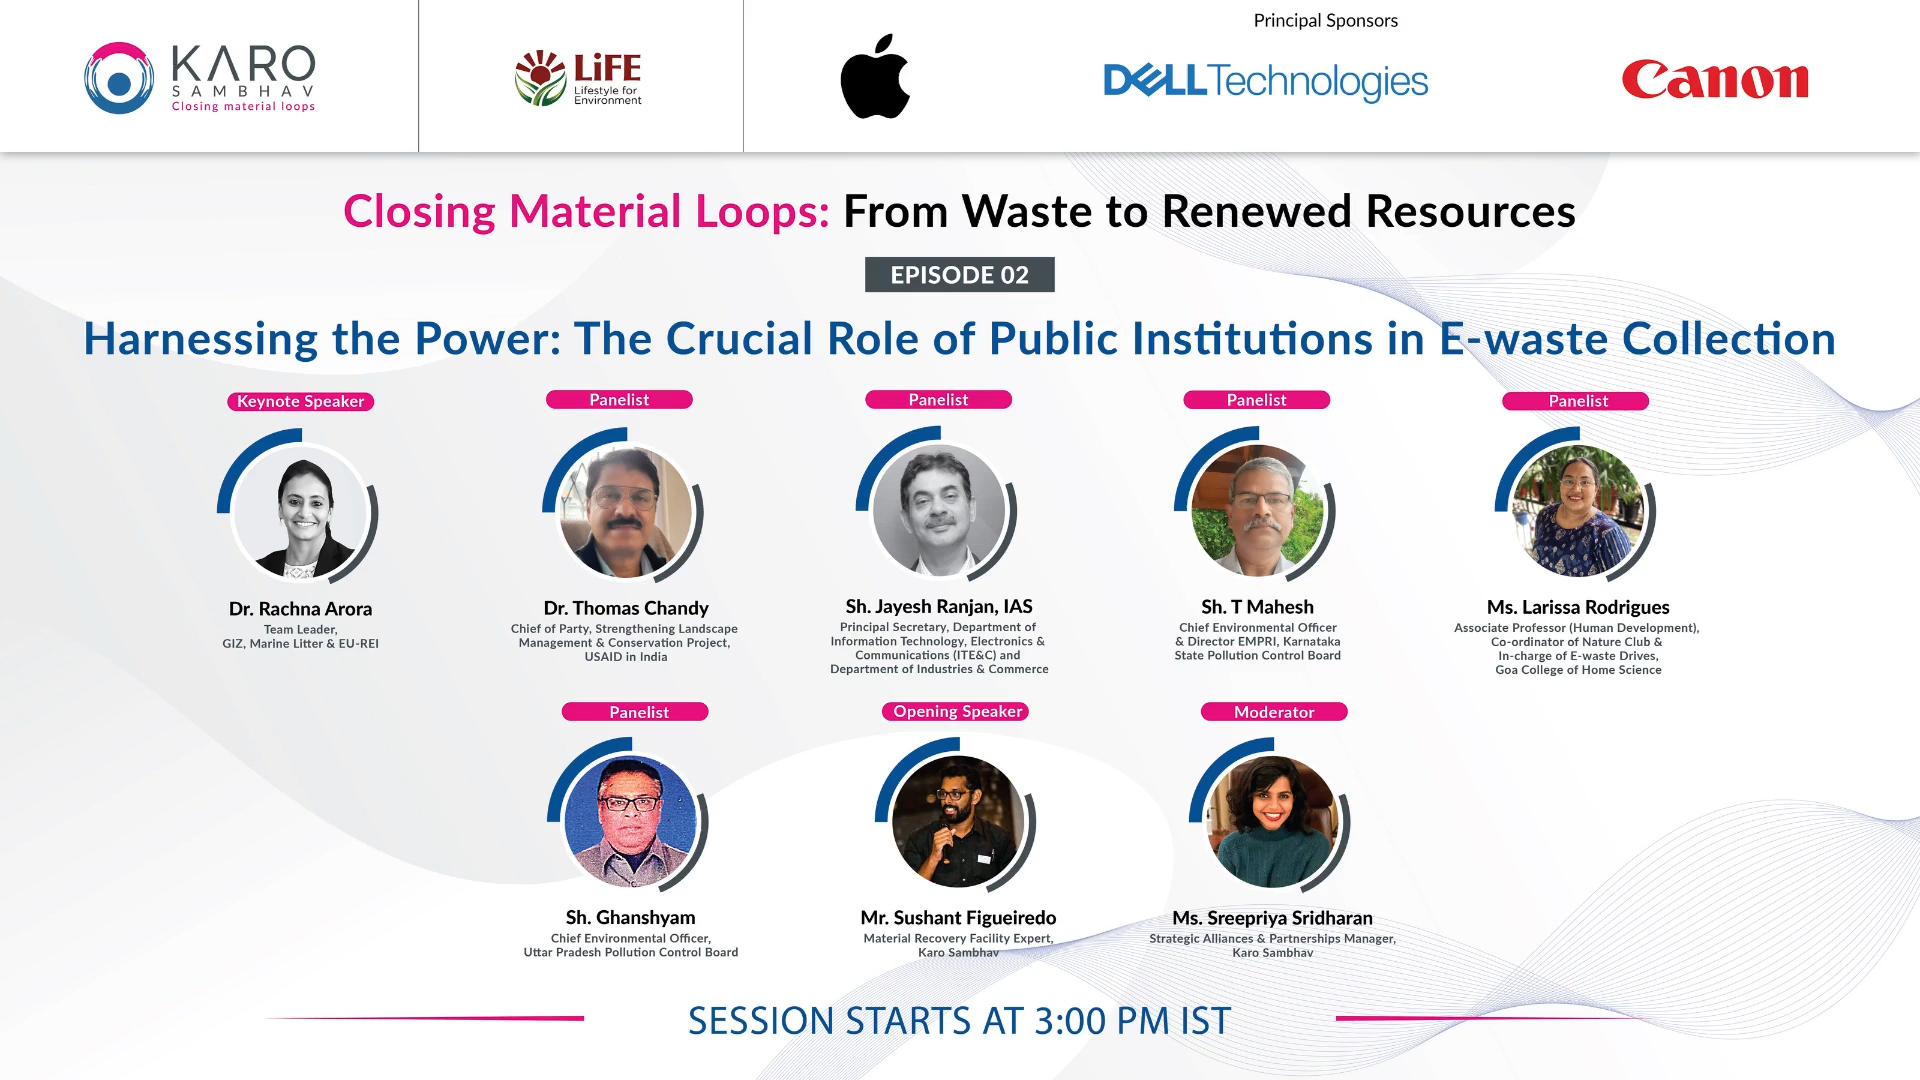 KARO
SAMBHAV
Closing material loops
LiFE
Lifestyle for
Environment
Principal Sponsors
DELL Technologies
Canon
Closing Material Loops: From Waste to Renewed Resources
EPISODE 02
Harnessing the Power: The Crucial Role of Public Institutions in E-waste Collection
Keynote Speaker
Dr. Rachna Arora
Team Leader,
GIZ, Marine Litter & EU-REI
Panelist
Dr. Thomas Chandy
Chief of Party, Strengthening Landscape
Management & Conservation Project,
USAID in India
Panelist
Sh. Jayesh Ranjan, IAS
Principal Secretary, Department of
Information Technology, Electronics &
Communications (ITE&C) and
Department of Industries & Commerce
Panelist
Sh. T Mahesh
Chief Environmental Officer
& Director EMPRI, Karnataka
State Pollution Control Board
Panelist
Ms. Larissa Rodrigues
Associate Professor (Human Development),
Co-ordinator of Nature Club &
In-charge of E-waste Drives,
Goa College of Home Science
Panelist
Sh. Ghanshyam
Chief Environmental Officer,
Uttar Pradesh Pollution Control Board
Opening Speaker
Mr. Sushant Figueiredo
Material Recovery Facility Expert,
Karo Sambhav
Moderator
Ms. Sreepriya Sridharan
Strategic Alliances & Partnerships Manager,
Karo Sambhav
SESSION STARTS AT 3:00 PM IST